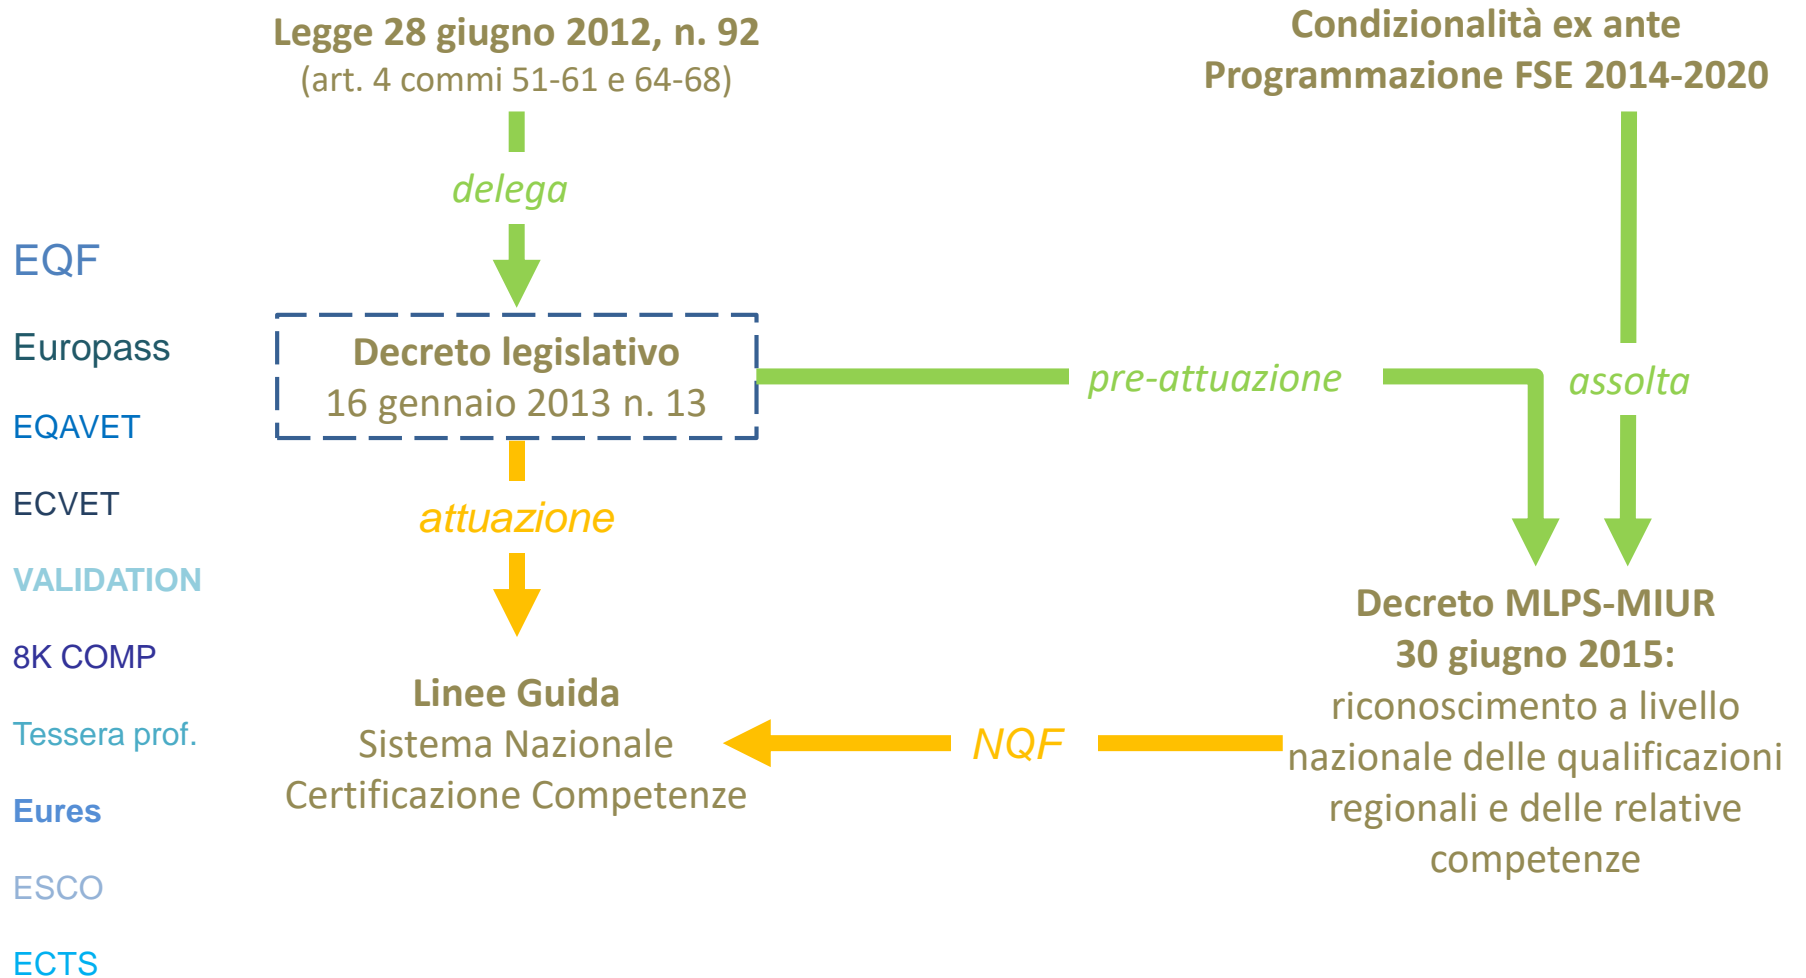 Legge 28 giugno 2012, n. 92
(art. 4 commi 51-61 e 64-68)
Condizionalità ex ante
Programmazione FSE 2014-2020
delega
EQF
Europass
EQAVET
ECVET
VALIDATION
8K COMP
Tessera prof.
Eures
ESCO
ECTS
Decreto legislativo
16 gennaio 2013 n. 13
pre-attuazione
assolta
attuazione
Linee Guida
Sistema Nazionale
Certificazione Competenze
NQF
Decreto MLPS-MIUR
30 giugno 2015:
riconoscimento a livello
nazionale delle qualificazioni
regionali e delle relative
competenze